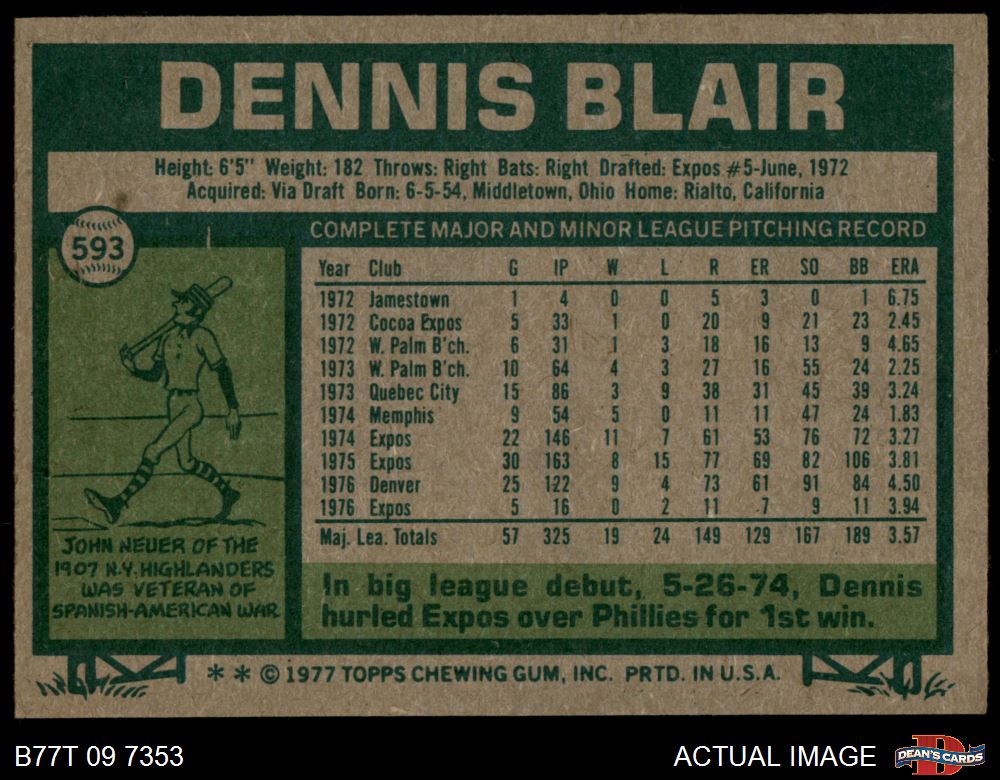 DENNIS BLAIR
Height: 6'5" Weight: 182 Throws: Right Bats: Right Drafted: Expos #5-June, 1972
Acquired: Via Draft Born: 6-5-54, Middletown, Ohio Home: Rialto, California
593
COMPLETE MAJOR AND MINOR LEAGUE PITCHING RECORD
Year Club G IP W L R ER SO BB ERA
1972 Jamestown 1 4 0 0 5 3 0 1 6.75
1972 Cocoa Expos 5 33 1 0 20 9 21 23 2.45
1972 W. Palm B'ch. 6 31 1 3 18 16 13 9 4.65
1973 W. Palm B'ch. 10 64 4 3 27 16 55 24 2.25
1973 Quebec City 15 86 3 9 38 31 45 39 3.24
1974 Memphis 9 54 5 0 11 11 47 24 1.83
1974 Expos 22 146 11 7 61 53 76 72 3.27
1975 Expos 30 163 8 15 77 69 82 106 3.81
1976 Denver 25 122 9 4 73 61 91 84 4.50
1976 Expos 5 16 0 2 11 7 9 11 3.94
Maj. Lea. Totals 57 325 19 24 149 129 167 189 3.57
JOHN NEUER OF THE
1907 N.Y. HIGHLANDERS
WAS VETERAN OF
SPANISH-AMERICAN WAR
In big league debut, 5-26-74, Dennis
hurled Expos over Phillies for 1st win.
* * © 1977 TOPPS CHEWING GUM, INC. PRTD. IN U.S.A.
B77T 09 7353
ACTUAL IMAGE
DEAN'S CARDS